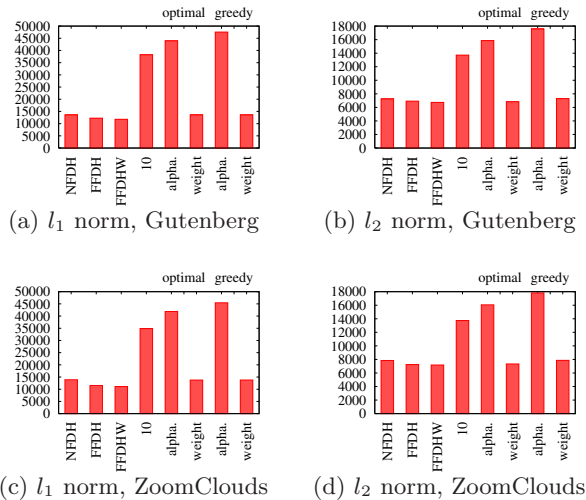 optimal greedy
50000
45000
40000
35000
30000
25000
20000
15000
10000
5000
0
NFDH
FFDH
FFDHW
10
alpha.
weight
alpha.
weight
(a) l1 norm, Gutenberg
optimal greedy
18000
16000
14000
12000
10000
8000
6000
4000
2000
0
NFDH
FFDH
FFDHW
10
alpha.
weight
alpha.
weight
(b) l2 norm, Gutenberg
optimal greedy
50000
45000
40000
35000
30000
25000
20000
15000
10000
5000
0
NFDH
FFDH
FFDHW
10
alpha.
weight
alpha.
weight
(c) l1 norm, ZoomClouds
optimal greedy
18000
16000
14000
12000
10000
8000
6000
4000
2000
0
NFDH
FFDH
FFDHW
10
alpha.
weight
alpha.
weight
(d) l2 norm, ZoomClouds